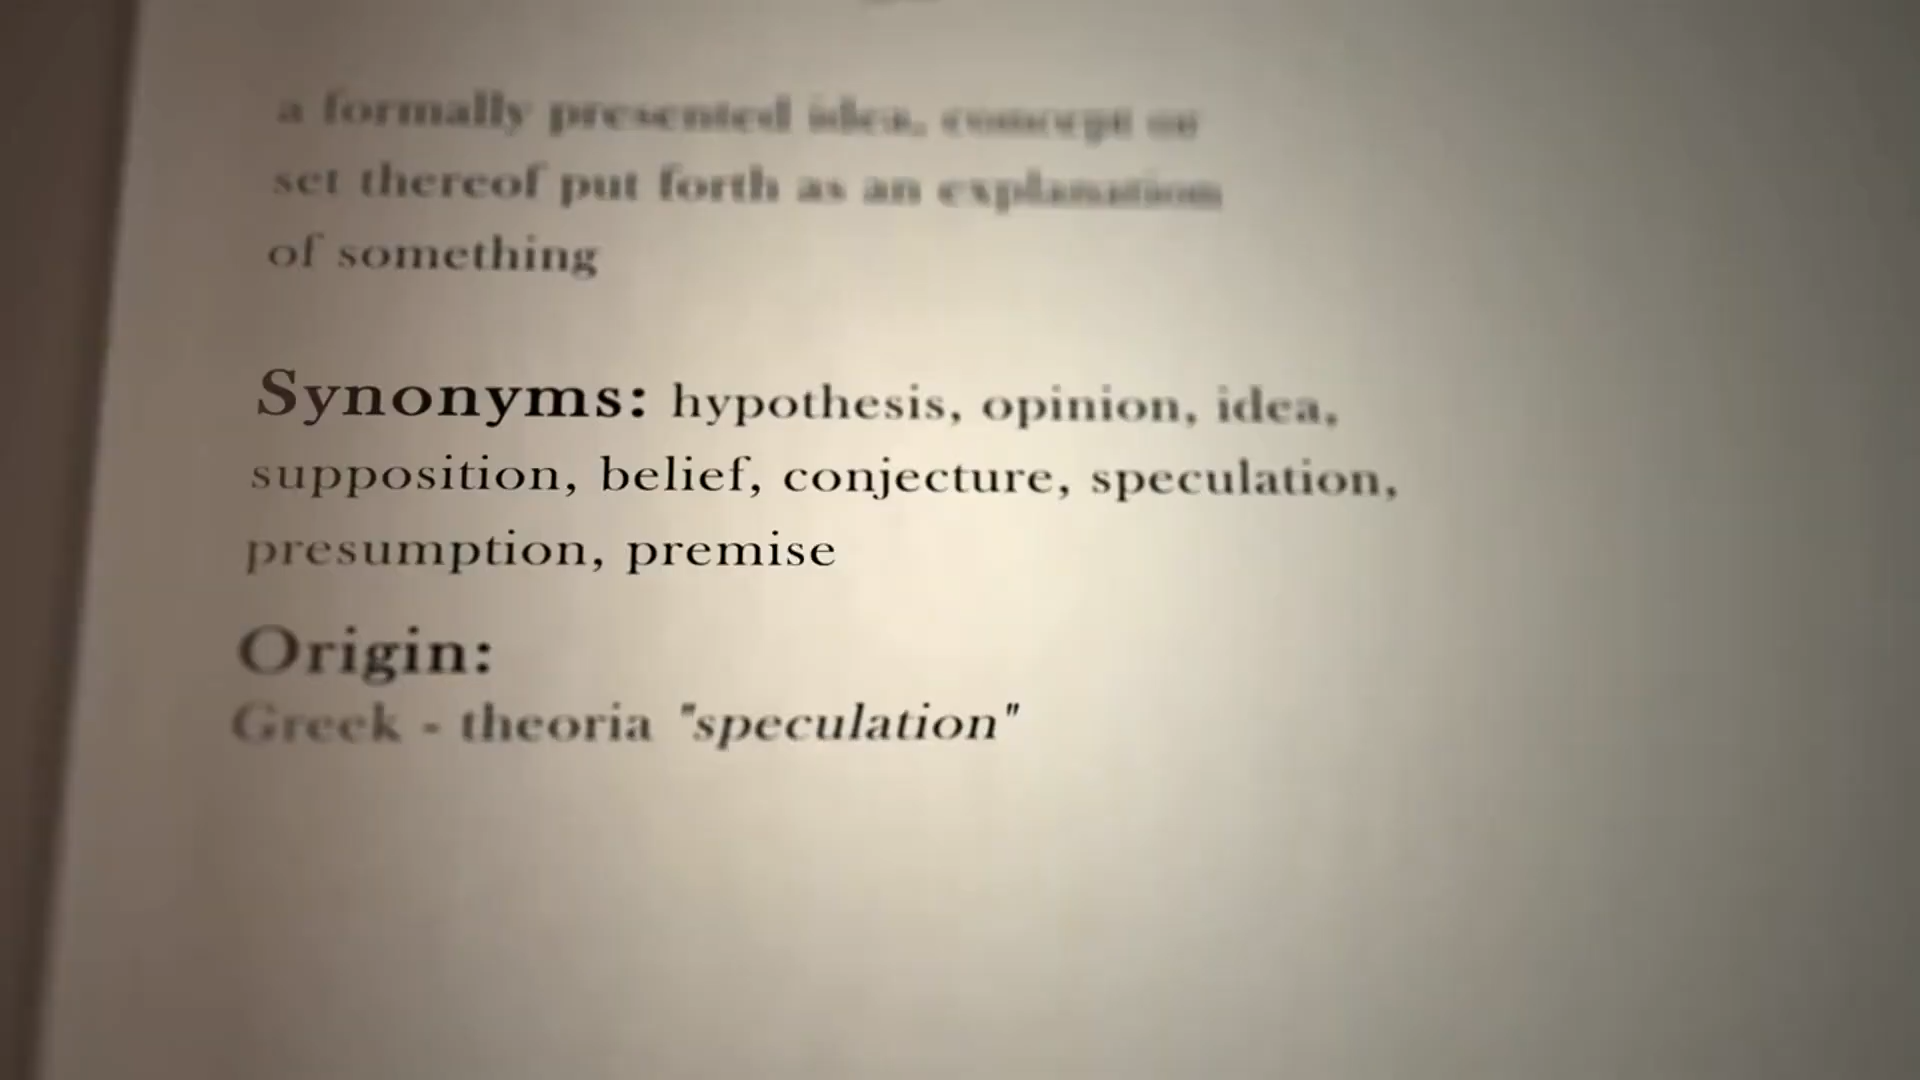 a formally presented idea, concept or
set thereof put forth as an explanation
of something
Synonyms: hypothesis, opinion, idea,
supposition, belief, conjecture, speculation,
presumption, premise
Origin:
Greek - theoria "speculation"